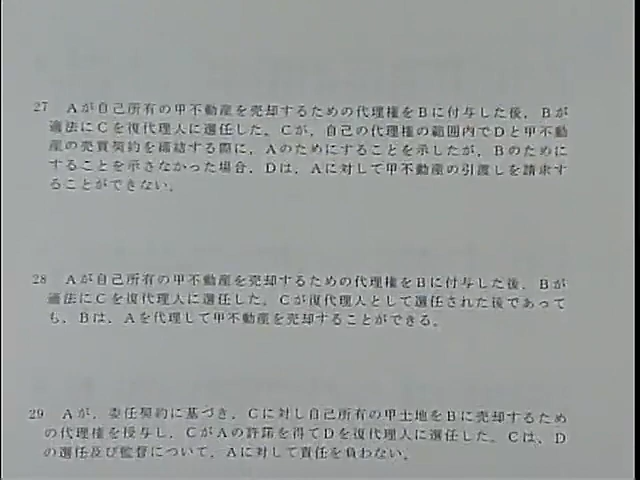 27 Aが自己所有の甲不動産を売却するための代理権をBに付与した後，Bが
適法にCを復代理人に選任した。Cが，自己の代理権の範囲内でDと甲不動
産の売買契約を締結する際に，Aのためにすることを示したが，Bのために
することを示さなかった場合，Dは，Aに対して甲不動産の引渡しを請求す
ることができない。
28 Aが自己所有の甲不動産を売却するための代理権をBに付与した後，Bが
適法にCを復代理人に選任した。Cが復代理人として選任された後であって
も，Bは，Aを代理して甲不動産を売却することができる。
29 Aが，委任契約に基づき，Cに対し自己所有の甲土地をBに売却するため
の代理権を授与し，CがAの許諾を得てDを復代理人に選任した。Cは，D
の選任及び監督について，Aに対して責任を負わない。